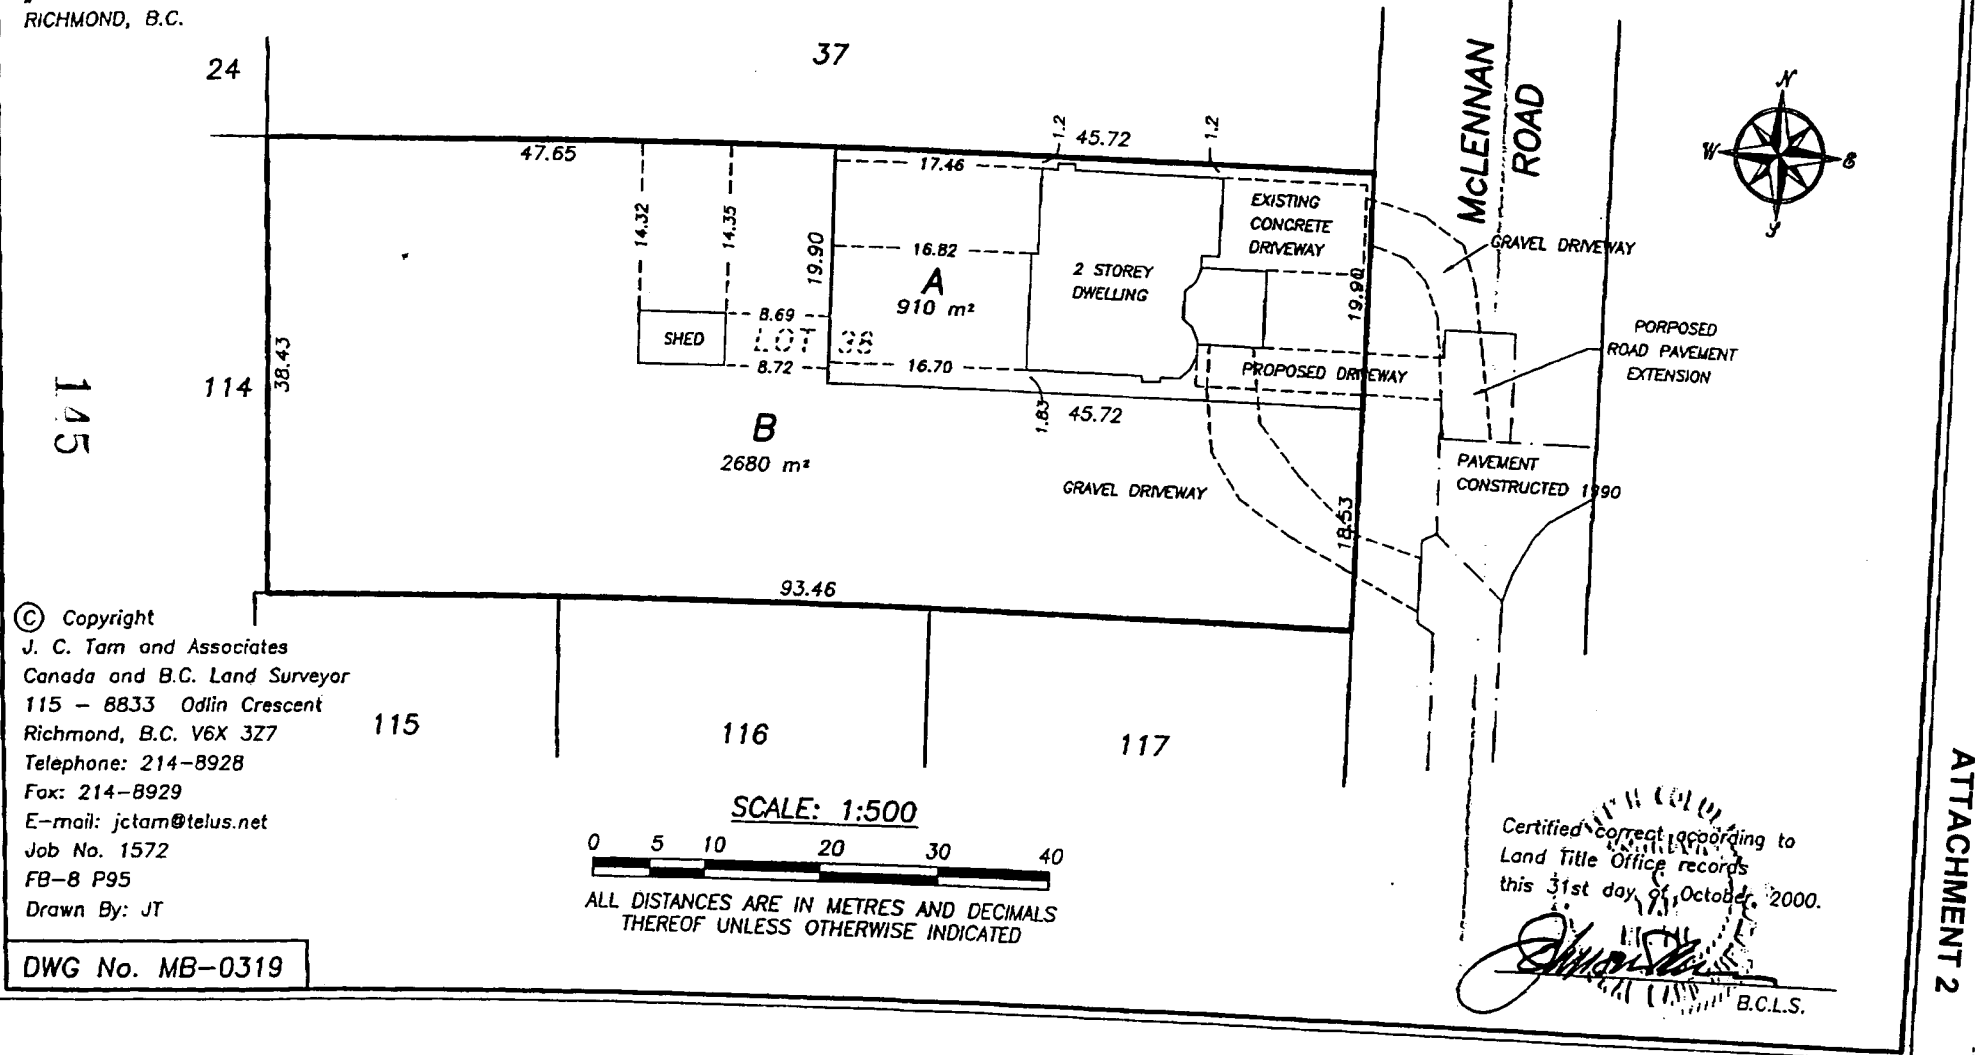 RICHMOND, B.C.
24
37
McLENNAN
ROAD
N
W
E
S
47.65
1.2
45.72
1.2
17.46
14.32
14.35
19.90
16.82
A
910 m²
2 STOREY
DWELLING
EXISTING
CONCRETE
DRIVEWAY
19.90
GRAVEL DRIVEWAY
8.69
SHED
LOT 38
8.72
16.70
PROPOSED DRIVEWAY
PORPOSED
ROAD PAVEMENT
EXTENSION
38.43
114
145
1.83
45.72
B
2680 m²
GRAVEL DRIVEWAY
PAVEMENT
CONSTRUCTED 1990
18.53
93.46
© Copyright
J. C. Tam and Associates
Canada and B.C. Land Surveyor
115 - 8833 Odlin Crescent
Richmond, B.C. V6X 3Z7
Telephone: 214-8928
Fax: 214-8929
E-mail: jctam@telus.net
Job No. 1572
FB-8 P95
Drawn By: JT
DWG No. MB-0319
115
116
117
SCALE: 1:500
0 5 10 20 30 40
ALL DISTANCES ARE IN METRES AND DECIMALS
THEREOF UNLESS OTHERWISE INDICATED
Certified correct according to
Land Title Office records
this 31st day of October, 2000.
B.C.L.S.
ATTACHMENT 2